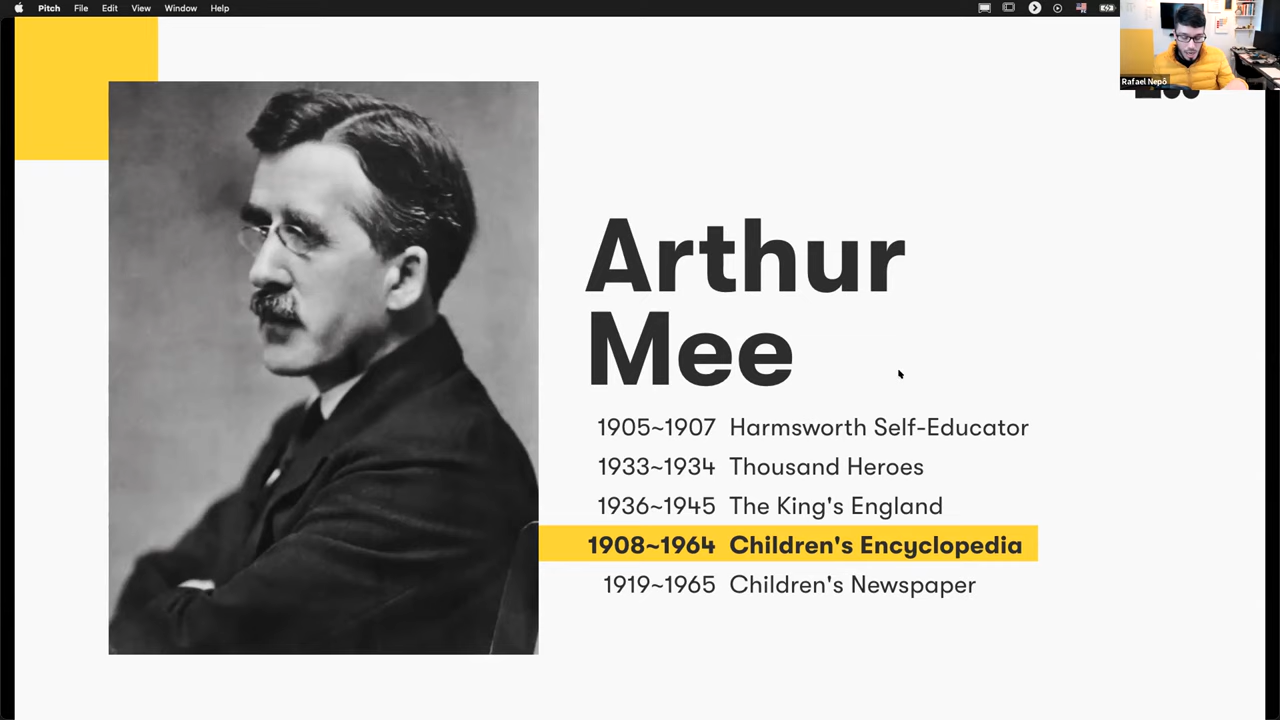 Pitch File Edit View Window Help
Rafael Nepô
Arthur
Mee
1905~1907 Harmsworth Self-Educator
1933~1934 Thousand Heroes
1936~1945 The King's England
1908~1964 Children's Encyclopedia
1919~1965 Children's Newspaper